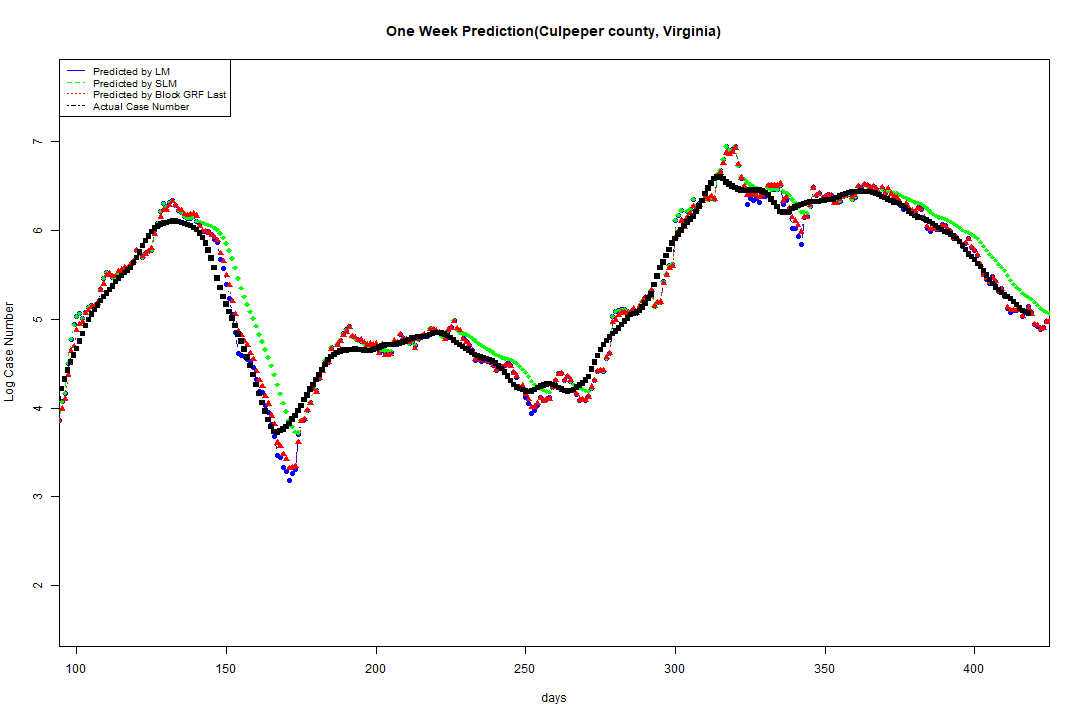 One Week Prediction(Culpeper county, Virginia)
Predicted by LM
Predicted by SLM
Predicted by Block GRF Last
Actual Case Number
7
6
5
4
3
2
Log Case Number
100 150 200 250 300 350 400
days